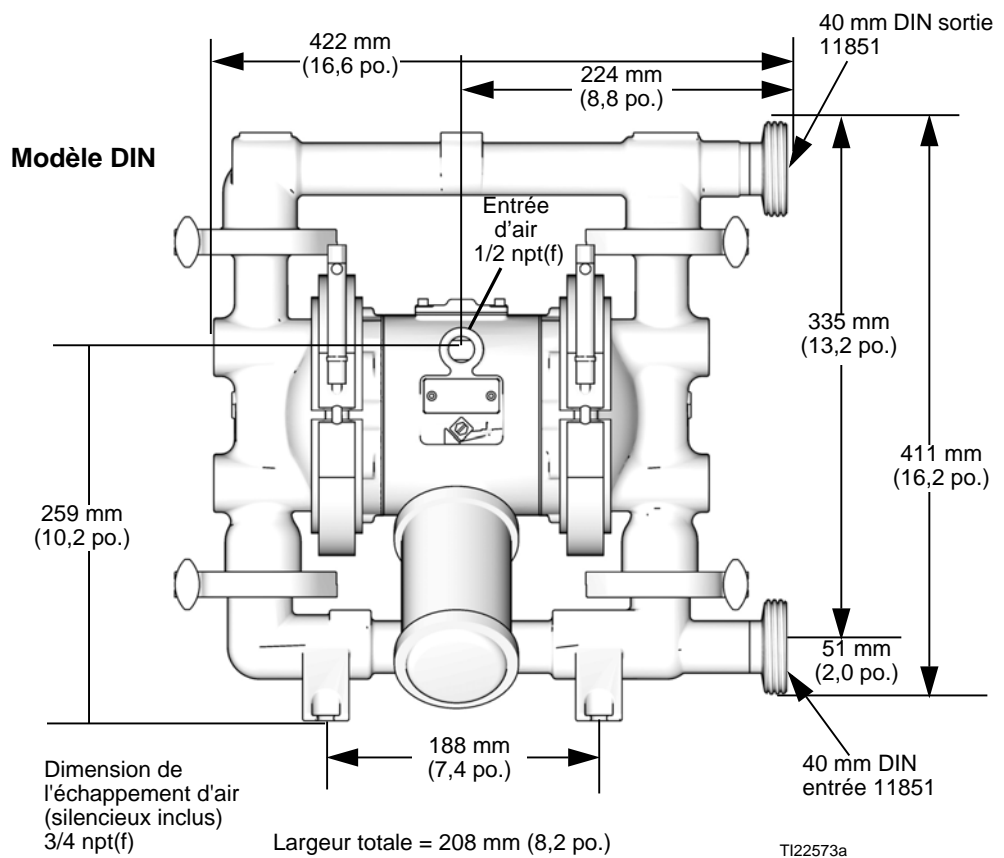 40 mm DIN sortie
11851
422 mm
(16,6 po.)
224 mm
(8,8 po.)
Modèle DIN
Entrée
d'air
1/2 npt(f)
335 mm
(13,2 po.)
411 mm
(16,2 po.)
259 mm
(10,2 po.)
51 mm
(2,0 po.)
188 mm
(7,4 po.)
40 mm DIN
entrée 11851
Dimension de
l'échappement d'air
(silencieux inclus)
3/4 npt(f)
Largeur totale = 208 mm (8,2 po.)
TI22573a